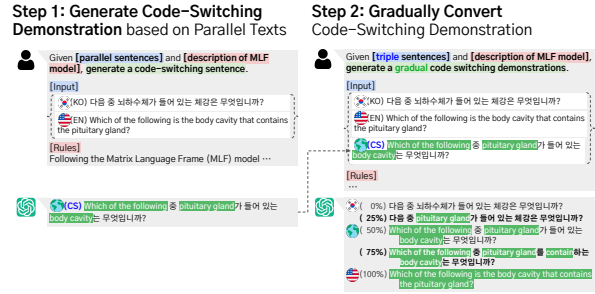 Step 1: Generate Code-Switching
Demonstration based on Parallel Texts
Given [parallel sentences] and [description of MLF
model], generate a code-switching sentence.
[Input]
(KO) 다음 중 뇌하수체가 들어 있는 체강은 무엇입니까?
(EN) Which of the following is the body cavity that contains
the pituitary gland?
[Rules]
Following the Matrix Language Frame (MLF) model ⋯
(CS) Which of the following 중 pituitary gland가 들어 있는
body cavity는 무엇입니까?
Step 2: Gradually Convert
Code-Switching Demonstration
Given [triple sentences] and [description of MLF model],
generate a gradual code switching demonstrations.
[Input]
(KO) 다음 중 뇌하수체가 들어 있는 체강은 무엇입니까?
(EN) Which of the following is the body cavity that contains
the pituitary gland?
(CS) Which of the following 중 pituitary gland가 들어 있는
body cavity는 무엇입니까?
[Rules]
⋯
( 0%) 다음 중 뇌하수체가 들어 있는 체강은 무엇입니까?
( 25%) 다음 중 pituitary gland가 들어 있는 체강은 무엇입니까?
( 50%) Which of the following 중 pituitary gland가 들어 있는
body cavity는 무엇입니까?
( 75%) Which of the following 중 pituitary gland를 contain하는
body cavity는 무엇입니까?
(100%) Which of the following is the body cavity that contains
the pituitary gland?